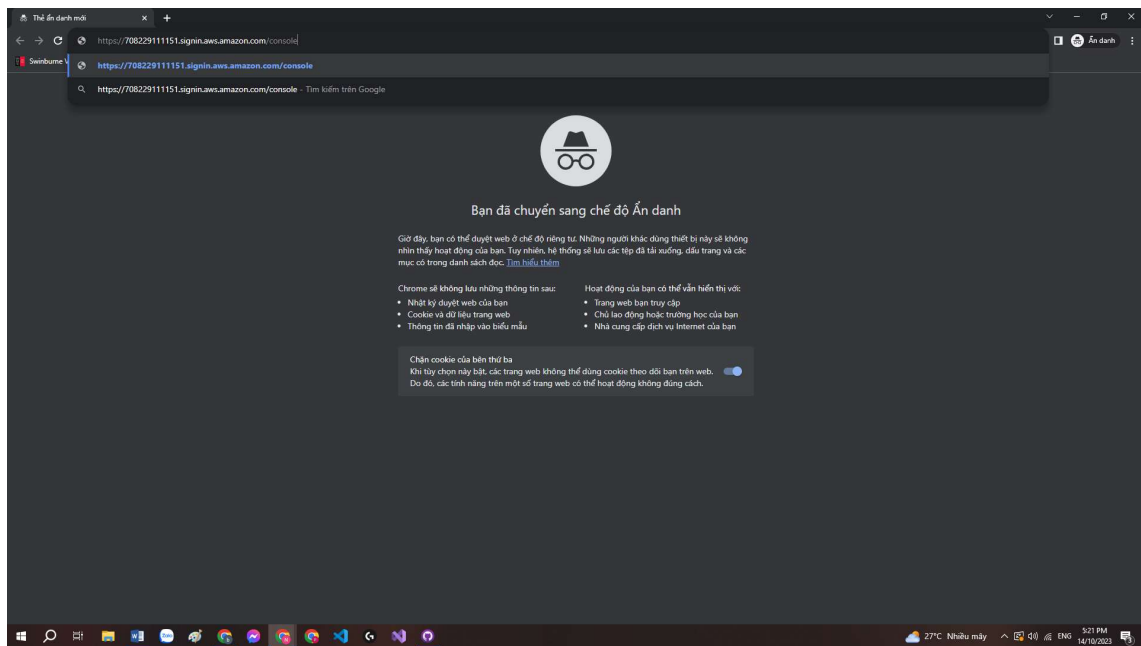 Thẻ ẩn danh mới
https://708229111151.signin.aws.amazon.com/console
Ẩn danh
Swinburne
https://708229111151.signin.aws.amazon.com/console
https://708229111151.signin.aws.amazon.com/console - Tìm kiếm trên Google
Bạn đã chuyển sang chế độ Ẩn danh
Giờ đây, bạn có thể duyệt web ở chế độ riêng tư. Những người khác dùng thiết bị này sẽ không
nhìn thấy hoạt động của bạn. Tuy nhiên, hệ thống sẽ lưu các tệp đã tải xuống, dấu trang và các
mục có trong danh sách đọc. Tìm hiểu thêm
Chrome sẽ không lưu những thông tin sau:
• Nhật ký duyệt web của bạn
• Cookie và dữ liệu trang web
• Thông tin đã nhập vào biểu mẫu
Hoạt động của bạn có thể vẫn hiển thị với:
• Trang web bạn truy cập
• Chủ lao động hoặc trường học của bạn
• Nhà cung cấp dịch vụ Internet của bạn
Chặn cookie của bên thứ ba
Khi tùy chọn này bật, các trang web không thể dùng cookie theo dõi bạn trên web.
Do đó, các tính năng trên một số trang web có thể hoạt động không đúng cách.
27°C Nhiều mây
ENG
5:21 PM
14/10/2023